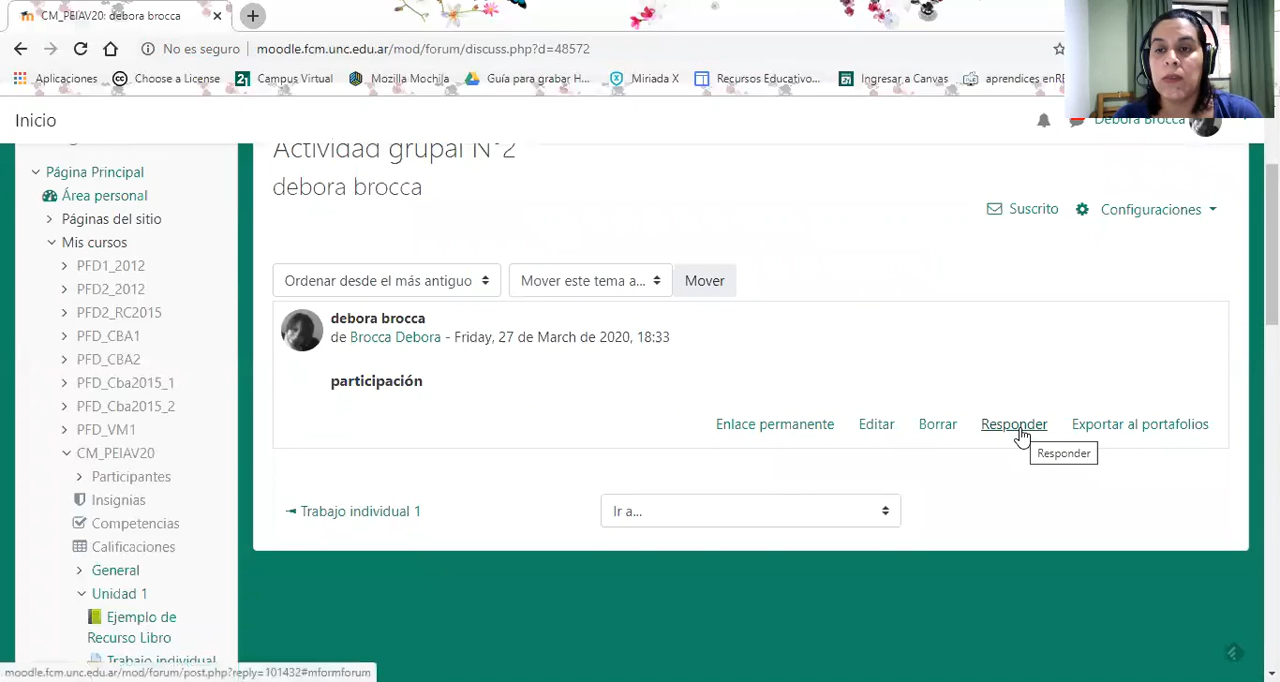 CM_PEIAV20: debora brocca
No es seguro
moodle.fcm.unc.edu.ar/mod/forum/discuss.php?d=48572
Aplicaciones
Choose a License
Campus Virtual
Mozilla Mochila
Guía para grabar H...
Miriada X
Recursos Educativo...
Ingresar a Canvas
aprendices enRE
Inicio
Debora Brocca
Página Principal
Área personal
Páginas del sitio
Mis cursos
PFD1_2012
PFD2_2012
PFD2_RC2015
PFD_CBA1
PFD_CBA2
PFD_Cba2015_1
PFD_Cba2015_2
PFD_VM1
CM_PEIAV20
Participantes
Insignias
Competencias
Calificaciones
General
Unidad 1
Ejemplo de
Recurso Libro
Trabajo individual
Actividad grupal N°2
debora brocca
Suscrito
Configuraciones
Ordenar desde el más antiguo
Mover este tema a...
Mover
debora brocca
de Brocca Debora - Friday, 27 de March de 2020, 18:33
participación
Enlace permanente
Editar
Borrar
Responder
Exportar al portafolios
Responder
Trabajo individual 1
Ir a...
moodle.fcm.unc.edu.ar/mod/forum/post.php?reply=101432#mformforum